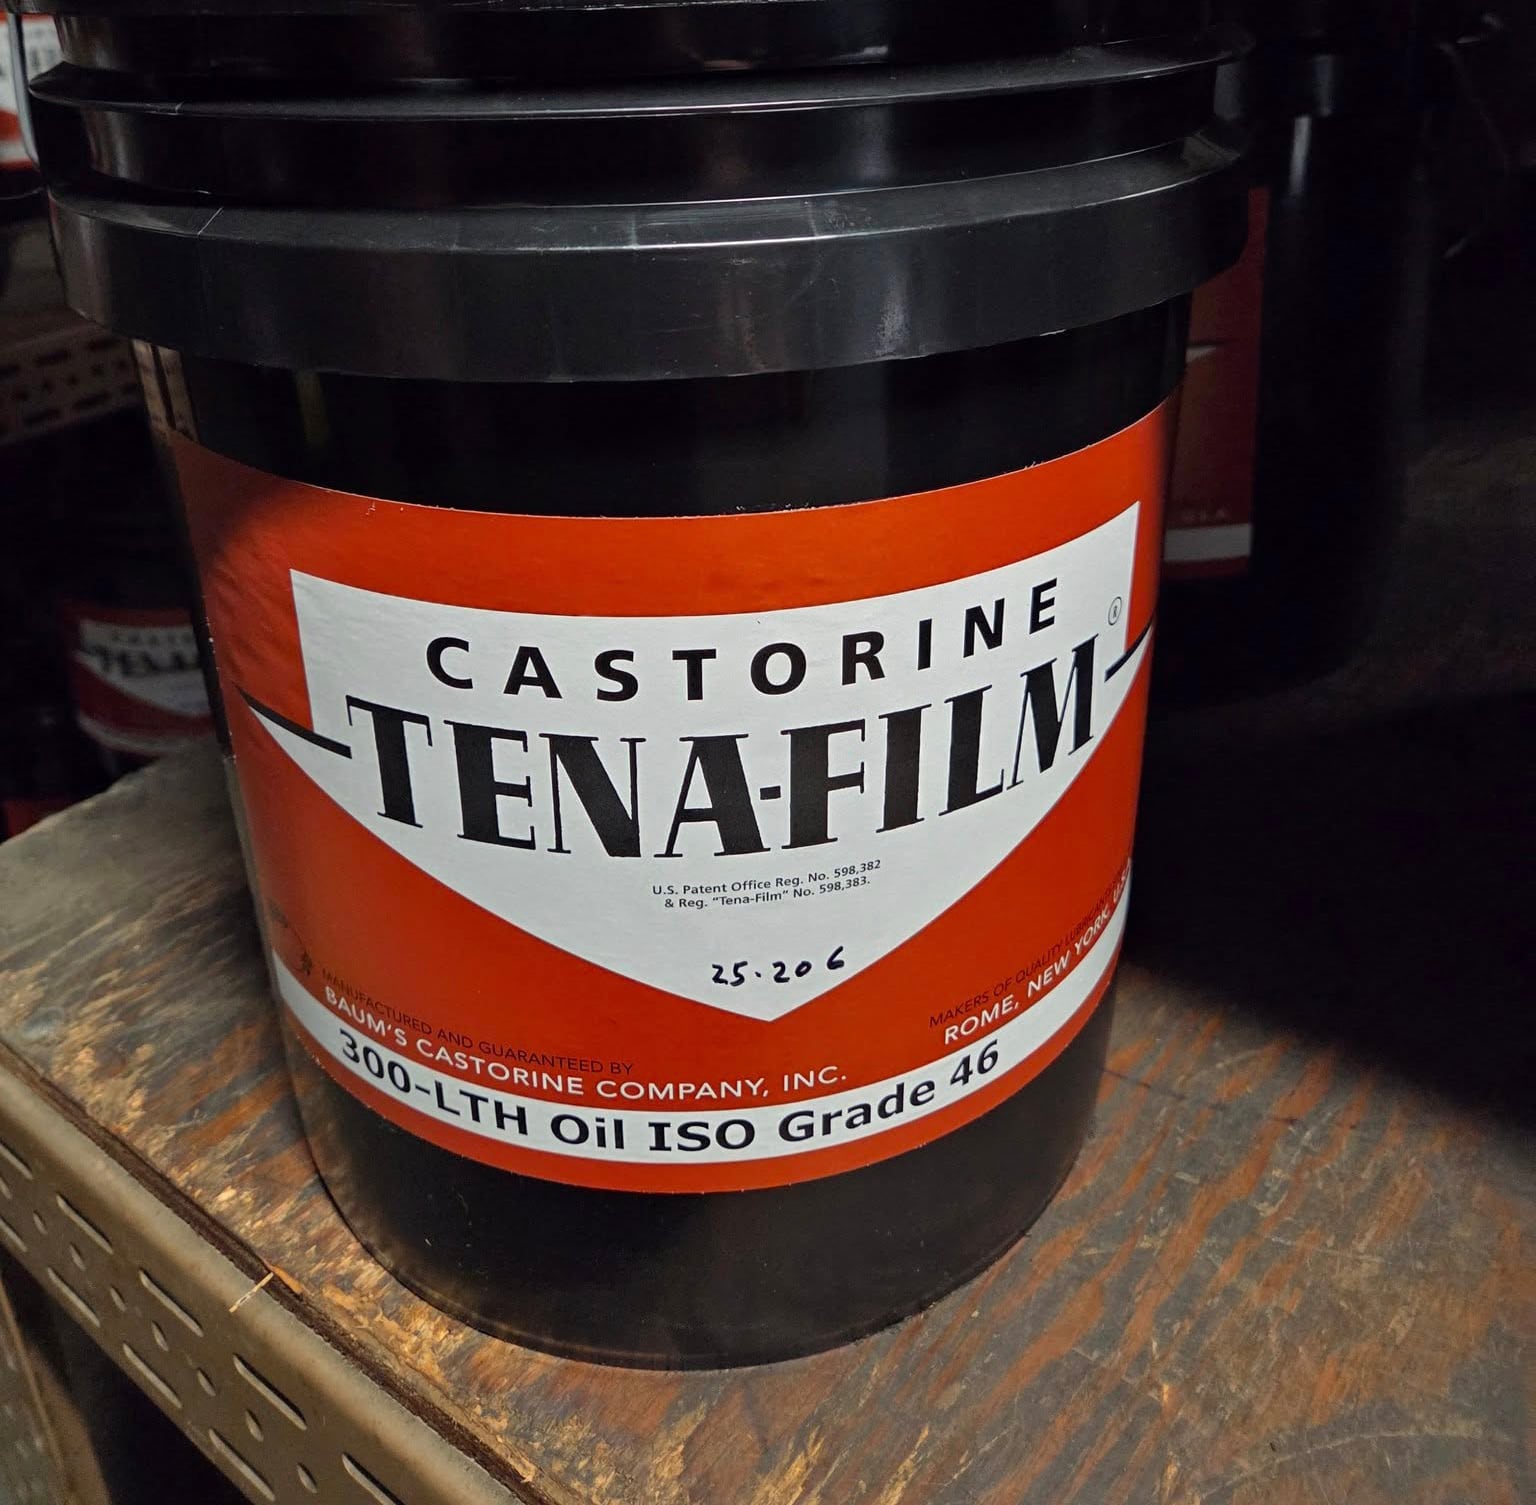 CASTORINE
TENA-FILM
®
U.S. Patent Office Reg. No. 598,382
& Reg. "Tena-Film" No. 598,383.
25-206
MANUFACTURED AND GUARANTEED BY
BAUM'S CASTORINE COMPANY, INC.
MAKERS OF QUALITY
ROME, NEW YORK, U.S.A.
300-LTH Oil ISO Grade 46